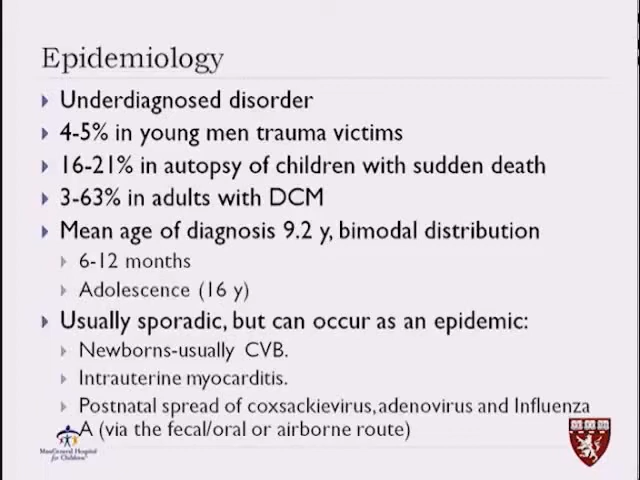 Epidemiology
Underdiagnosed disorder
4-5% in young men trauma victims
16-21% in autopsy of children with sudden death
3-63% in adults with DCM
Mean age of diagnosis 9.2 y, bimodal distribution
6-12 months
Adolescence (16 y)
Usually sporadic, but can occur as an epidemic:
Newborns-usually CVB.
Intrauterine myocarditis.
Postnatal spread of coxsackievirus, adenovirus and Influenza
A (via the fecal/oral or airborne route)
MassGeneral Hospital
for Children